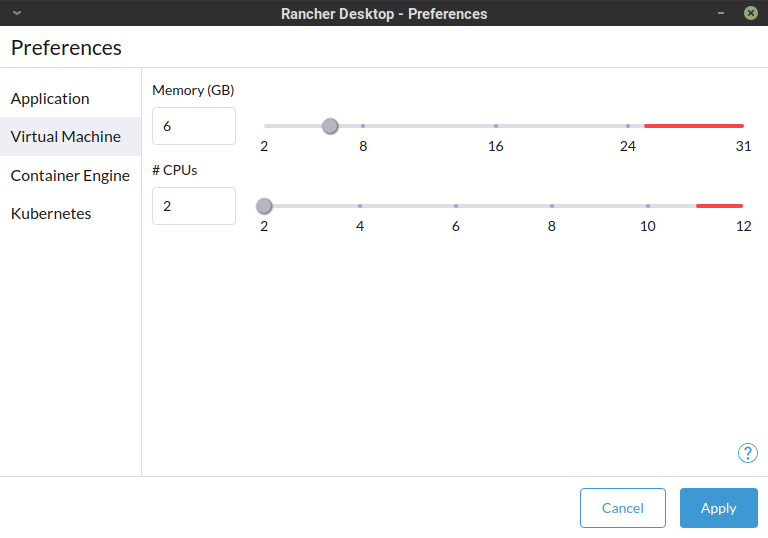 Rancher Desktop - Preferences
Preferences
Application
Virtual Machine
Container Engine
Kubernetes
Memory (GB)
6
2 8 16 24 31
# CPUs
2
2 4 6 8 10 12
?
Cancel Apply